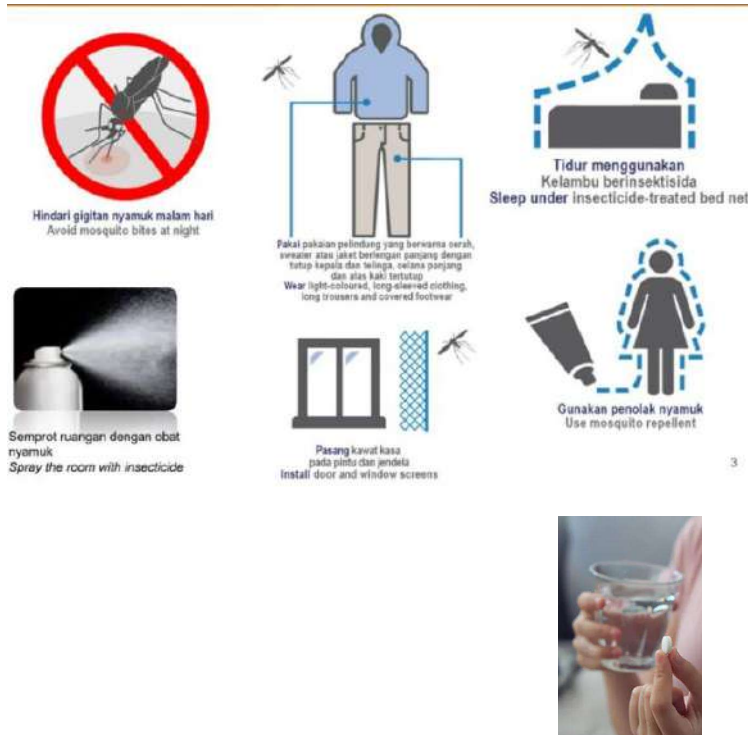 Hindari gigitan nyamuk malam hari
Avoid mosquito bites at night
Pakai pakaian pelindung yang berwarna cerah,
sweater atau jaket berlengan panjang dengan
tutup kepala dan telinga, celana panjang
dan alas kaki tertutup
Wear light-coloured, long-sleeved clothing,
long trousers and covered footwear
Tidur menggunakan
Kelambu berinsektisida
Sleep under insecticide-treated bed net
Semprot ruangan dengan obat
nyamuk
Spray the room with insecticide
Pasang kawat kasa
pada pintu dan jendela
Install door and window screens
Gunakan penolak nyamuk
Use mosquito repellent
3